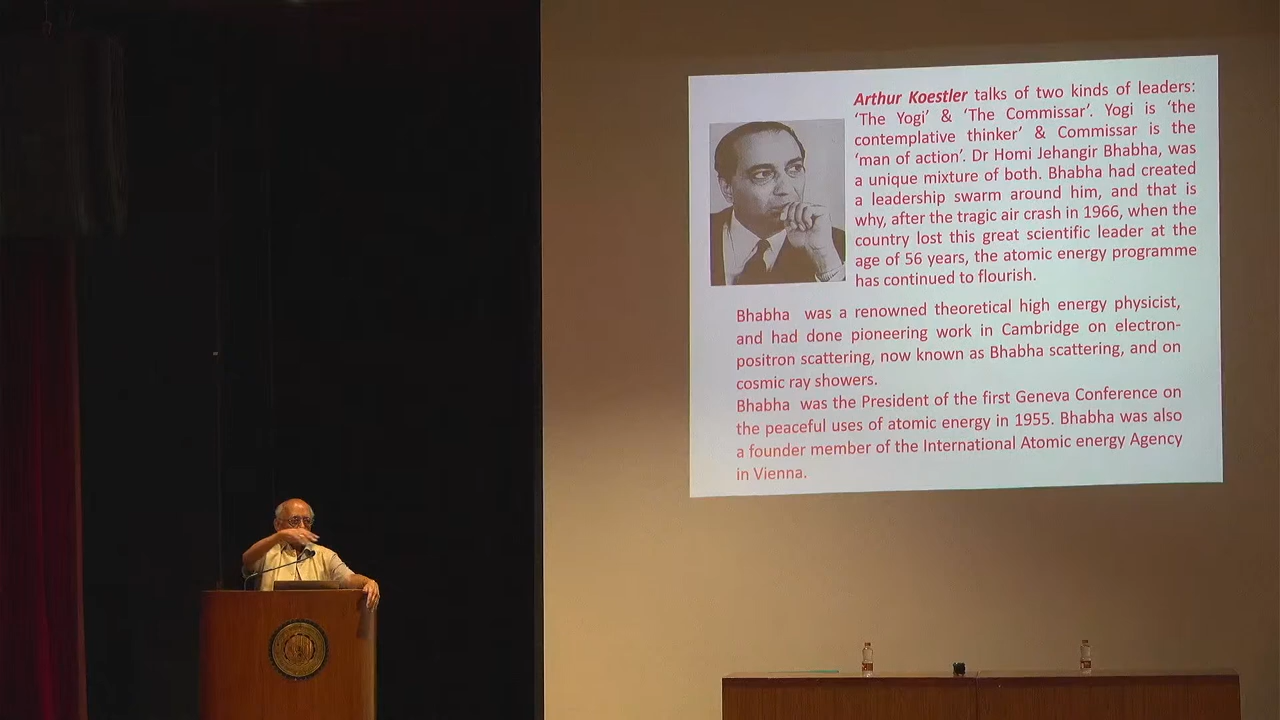 Arthur Koestler talks of two kinds of leaders:
‘The Yogi’ & ‘The Commissar’. Yogi is ‘the
contemplative thinker’ & Commissar is the
‘man of action’. Dr Homi Jehangir Bhabha, was
a unique mixture of both. Bhabha had created
a leadership swarm around him, and that is
why, after the tragic air crash in 1966, when the
country lost this great scientific leader at the
age of 56 years, the atomic energy programme
has continued to flourish.
Bhabha was a renowned theoretical high energy physicist,
and had done pioneering work in Cambridge on electron-
positron scattering, now known as Bhabha scattering, and on
cosmic ray showers.
Bhabha was the President of the first Geneva Conference on
the peaceful uses of atomic energy in 1955. Bhabha was also
a founder member of the International Atomic energy Agency
in Vienna.